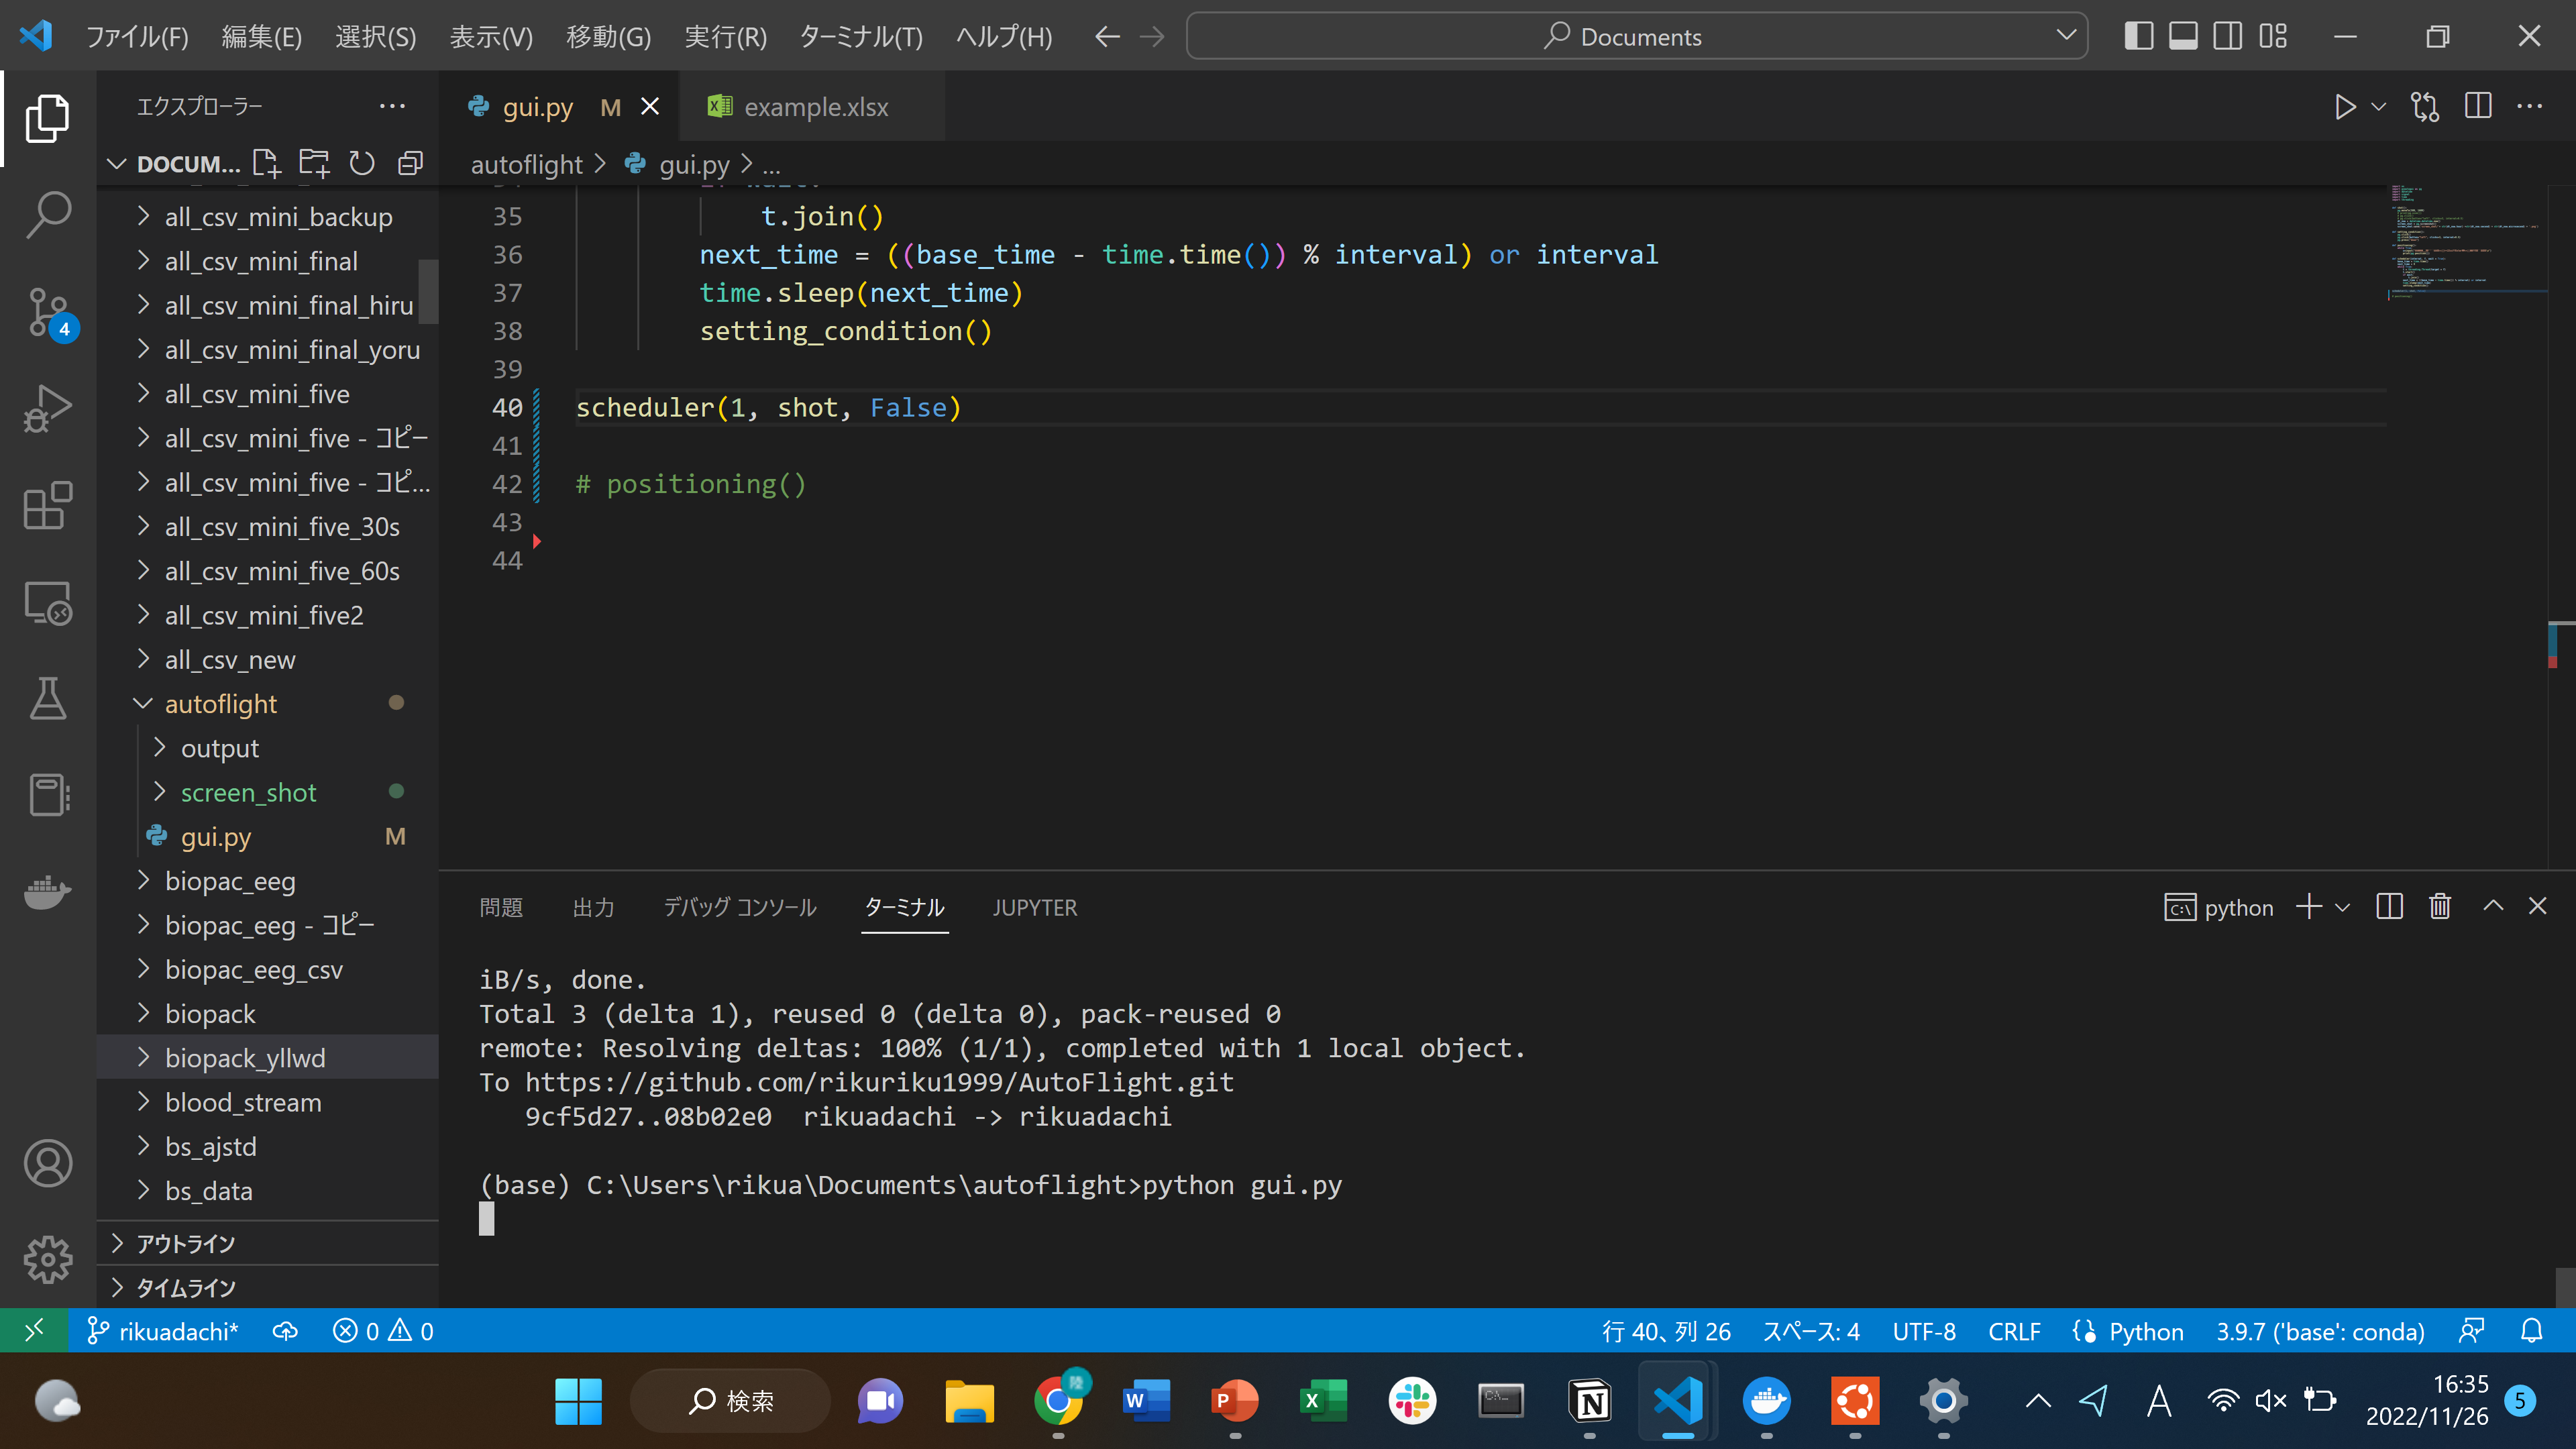 ファイル(F) 編集(E) 選択(S) 表示(V) 移動(G) 実行(R) ターミナル(T) ヘルプ(H) Documents
エクスプローラー
gui.py M
example.xlsx
DOCUM...
autoflight > gui.py > ...
all_csv_mini_backup
all_csv_mini_final
all_csv_mini_final_hiru
all_csv_mini_final_yoru
all_csv_mini_five
all_csv_mini_five - コピー
all_csv_mini_five - コピ...
all_csv_mini_five_30s
all_csv_mini_five_60s
all_csv_mini_five2
all_csv_new
autoflight
output
screen_shot
gui.py M
biopac_eeg
biopac_eeg - コピー
biopac_eeg_csv
biopack
biopack_yllwd
blood_stream
bs_ajstd
bs_data
アウトライン
タイムライン
4
35 t.join()
36 next_time = ((base_time - time.time()) % interval) or interval
37 time.sleep(next_time)
38 setting_condition()
39
40 scheduler(1, shot, False)
41
42 # positioning()
43
44
問題 出力 デバッグ コンソール ターミナル JUPYTER
python
iB/s, done.
Total 3 (delta 1), reused 0 (delta 0), pack-reused 0
remote: Resolving deltas: 100% (1/1), completed with 1 local object.
To https://github.com/rikuriku1999/AutoFlight.git
9cf5d27..08b02e0 rikuadachi -> rikuadachi
(base) C:\Users\rikua\Documents\autoflight>python gui.py
rikuadachi* 0 0 行 40、列 26 スペース: 4 UTF-8 CRLF Python 3.9.7 ('base': conda)
検索
A
16:35
2022/11/26
5